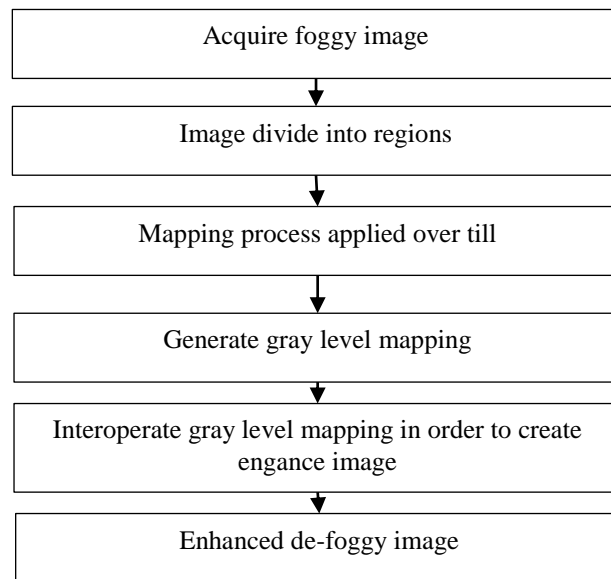 Acquire foggy image
Image divide into regions
Mapping process applied over till
Generate gray level mapping
Interoperate gray level mapping in order to create
engance image
Enhanced de-foggy image